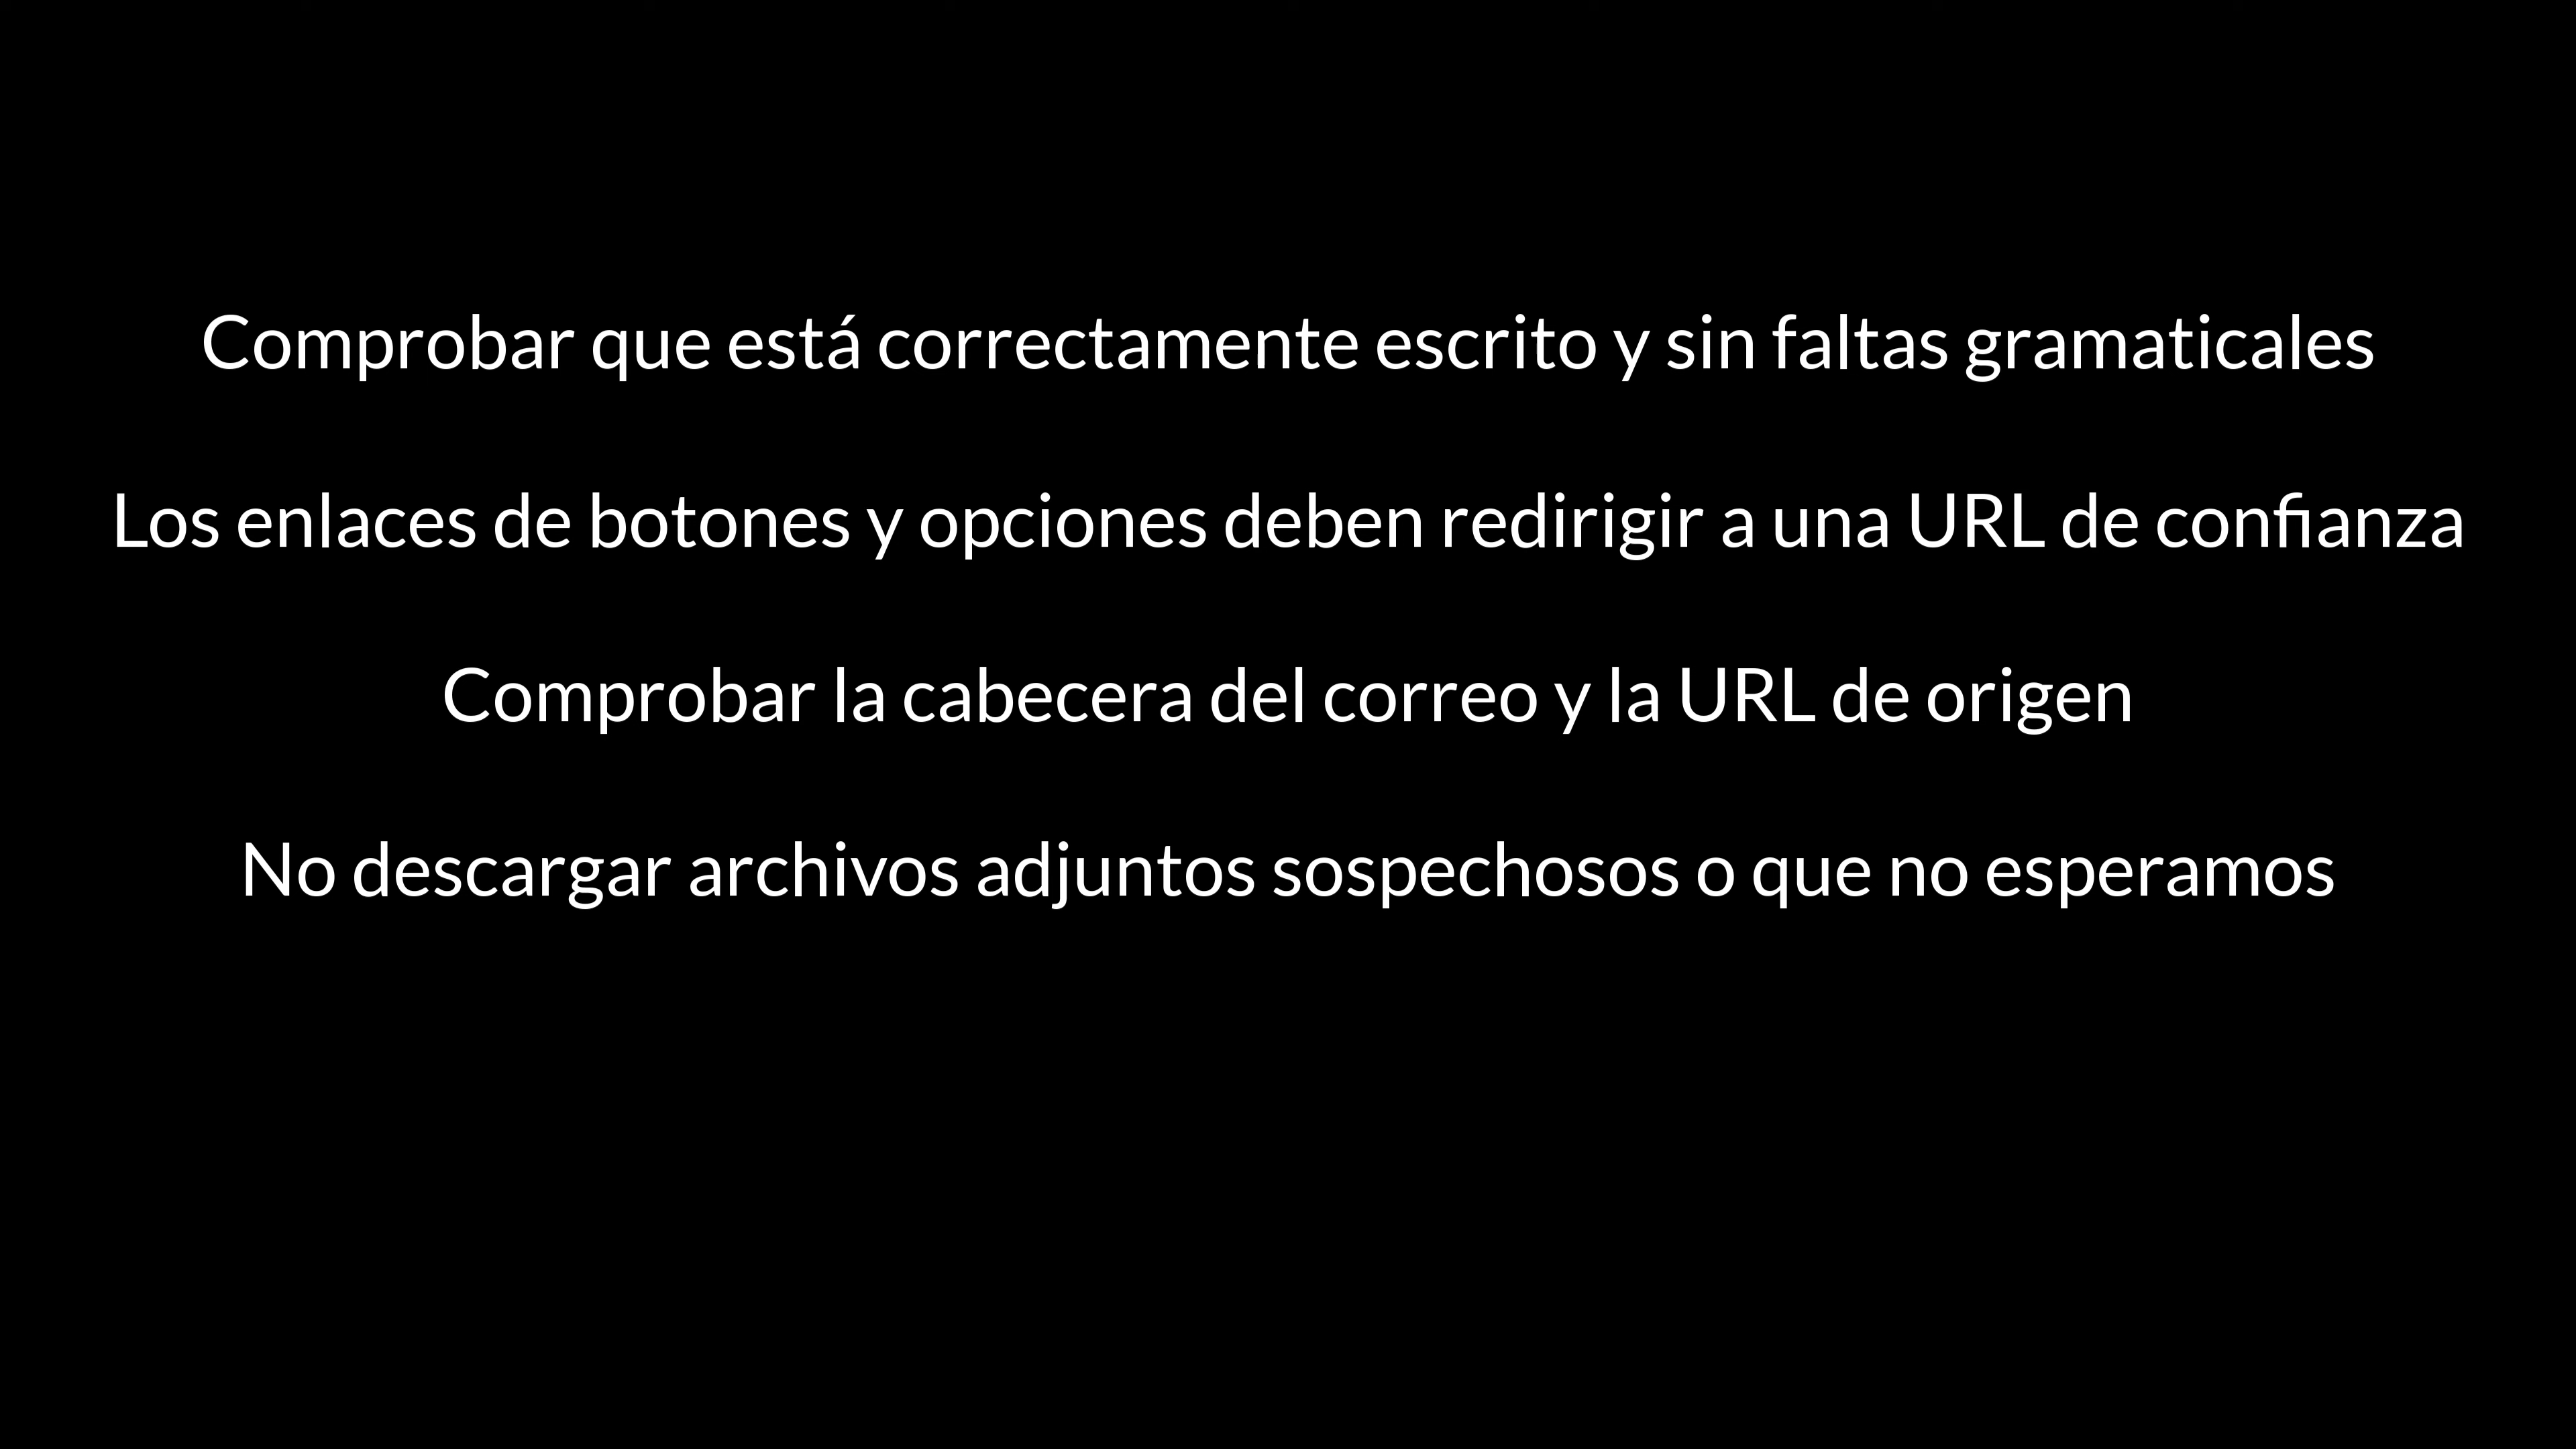 Comprobar que está correctamente escrito y sin faltas gramaticales
Los enlaces de botones y opciones deben redirigir a una URL de confianza
Comprobar la cabecera del correo y la URL de origen
No descargar archivos adjuntos sospechosos o que no esperamos